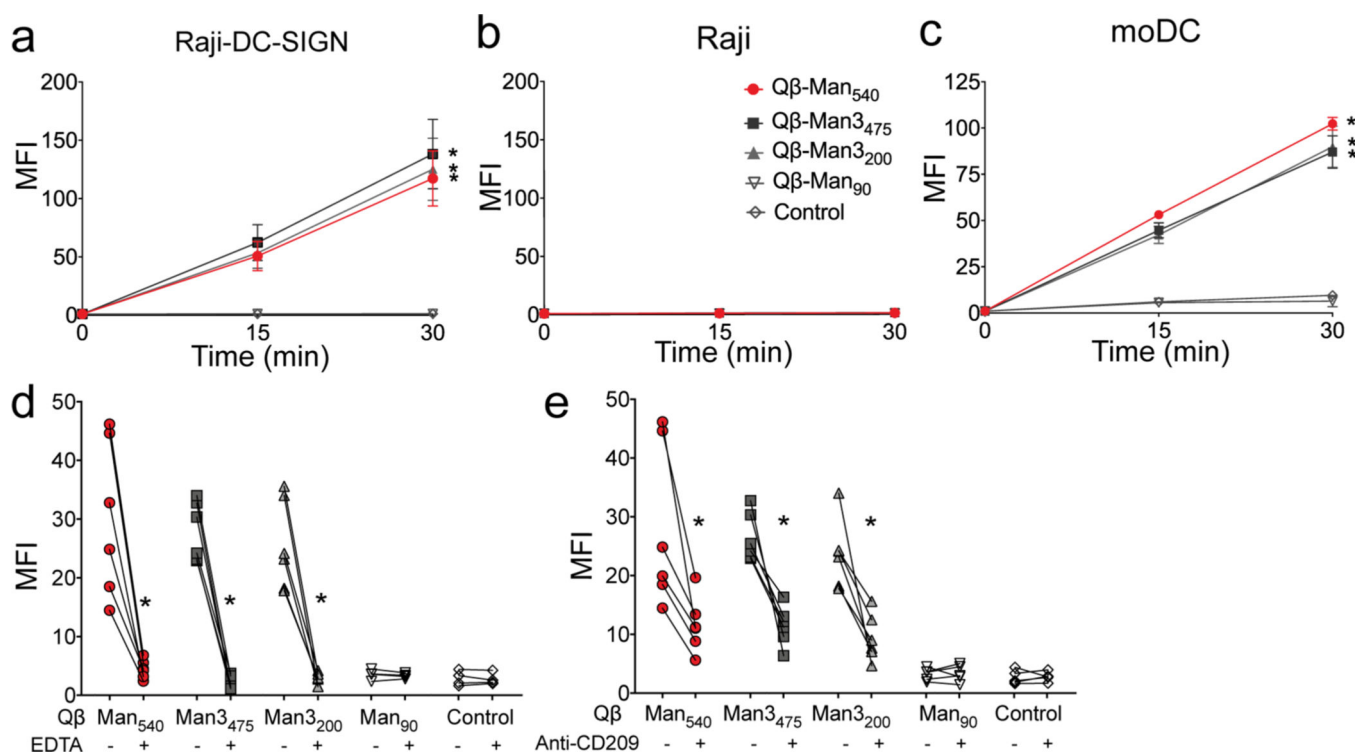 a
Raji-DC-SIGN
200
150
100
50
0
MFI
*
*
*
0 15 30
Time (min)
b
Raji
200
150
100
50
0
MFI
Qβ-Man540
Qβ-Man3475
Qβ-Man3200
Qβ-Man90
Control
0 15 30
Time (min)
c
moDC
125
100
75
50
25
0
MFI
*
*
*
0 15 30
Time (min)
d
50
40
30
20
10
0
MFI
* * *
Qβ Man540 Man3475 Man3200 Man90 Control
EDTA - + - + - + - + - +
e
50
40
30
20
10
0
MFI
* * *
Qβ Man540 Man3475 Man3200 Man90 Control
Anti-CD209 - + - + - + - + - +